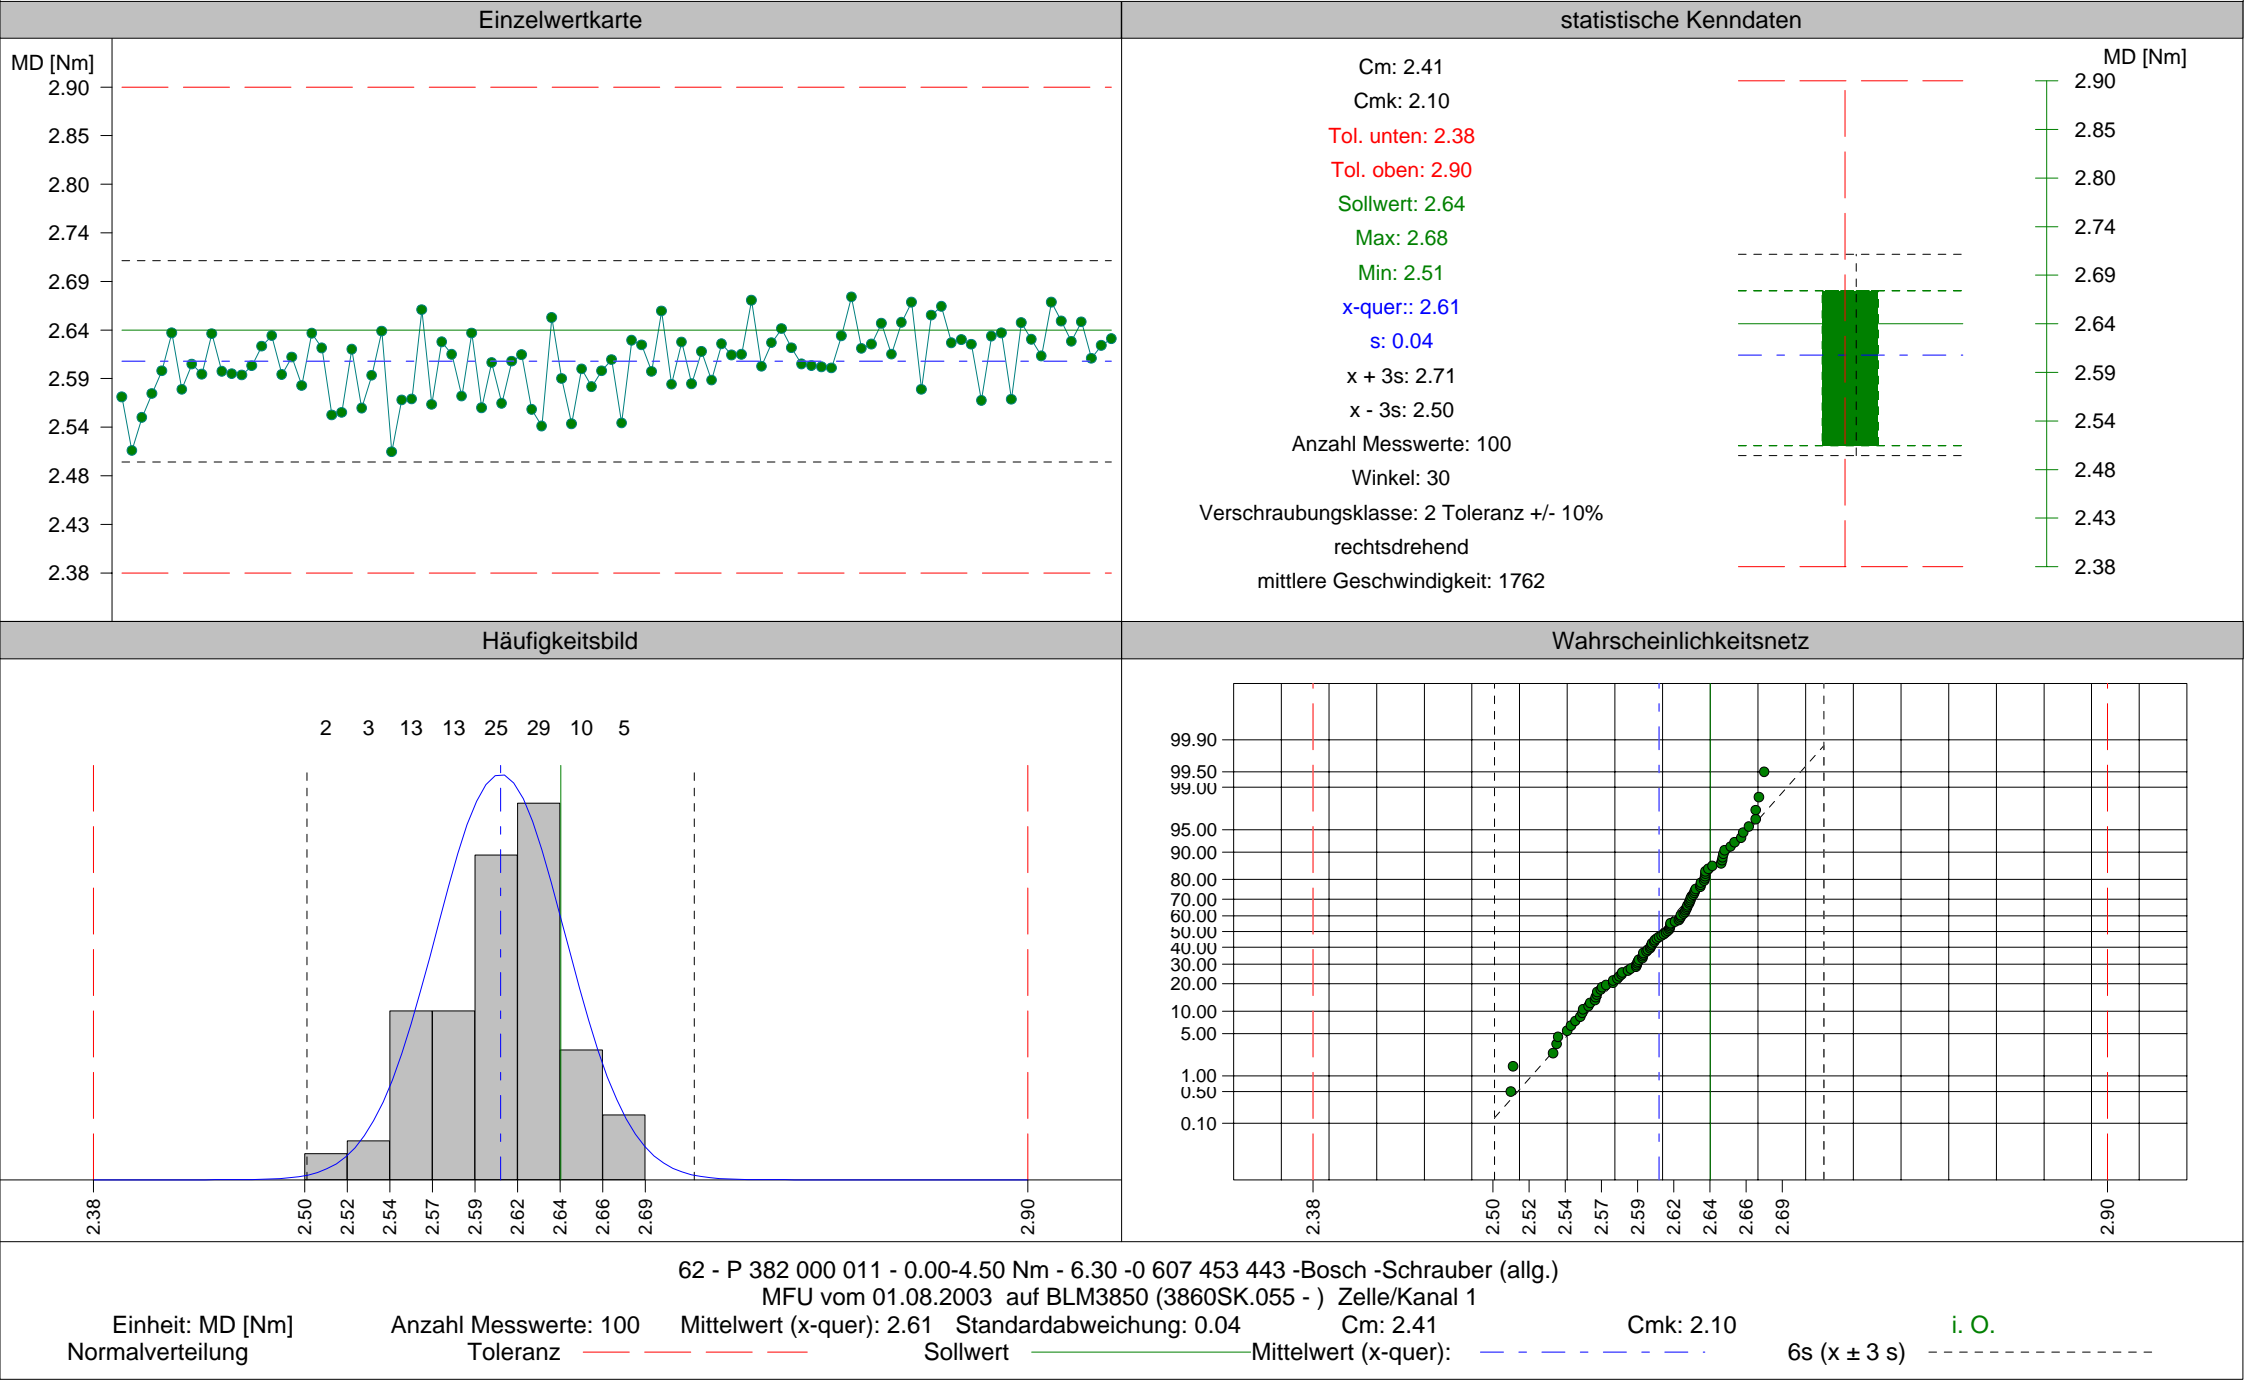 Einzelwertkarte
MD [Nm]
2.90
2.85
2.80
2.74
2.69
2.64
2.59
2.54
2.48
2.43
2.38
statistische Kenndaten
Cm: 2.41
Cmk: 2.10
Tol. unten: 2.38
Tol. oben: 2.90
Sollwert: 2.64
Max: 2.68
Min: 2.51
x-quer:: 2.61
s: 0.04
x + 3s: 2.71
x - 3s: 2.50
Anzahl Messwerte: 100
Winkel: 30
Verschraubungsklasse: 2 Toleranz +/- 10%
rechtsdrehend
mittlere Geschwindigkeit: 1762
MD [Nm]
2.90
2.85
2.80
2.74
2.69
2.64
2.59
2.54
2.48
2.43
2.38
Häufigkeitsbild
2 3 13 13 25 29 10 5
2.38 2.50 2.52 2.54 2.57 2.59 2.62 2.64 2.66 2.69 2.90
Wahrscheinlichkeitsnetz
99.90
99.50
99.00
95.00
90.00
80.00
70.00
60.00
50.00
40.00
30.00
20.00
10.00
5.00
1.00
0.50
0.10
2.38 2.50 2.52 2.54 2.57 2.59 2.62 2.64 2.66 2.69 2.90
62 - P 382 000 011 - 0.00-4.50 Nm - 6.30 -0 607 453 443 -Bosch -Schrauber (allg.)
MFU vom 01.08.2003 auf BLM3850 (3860SK.055 - ) Zelle/Kanal 1
Einheit: MD [Nm] Anzahl Messwerte: 100 Mittelwert (x-quer): 2.61 Standardabweichung: 0.04 Cm: 2.41 Cmk: 2.10 i. O.
Normalverteilung Toleranz Sollwert Mittelwert (x-quer): 6s (x ± 3 s)